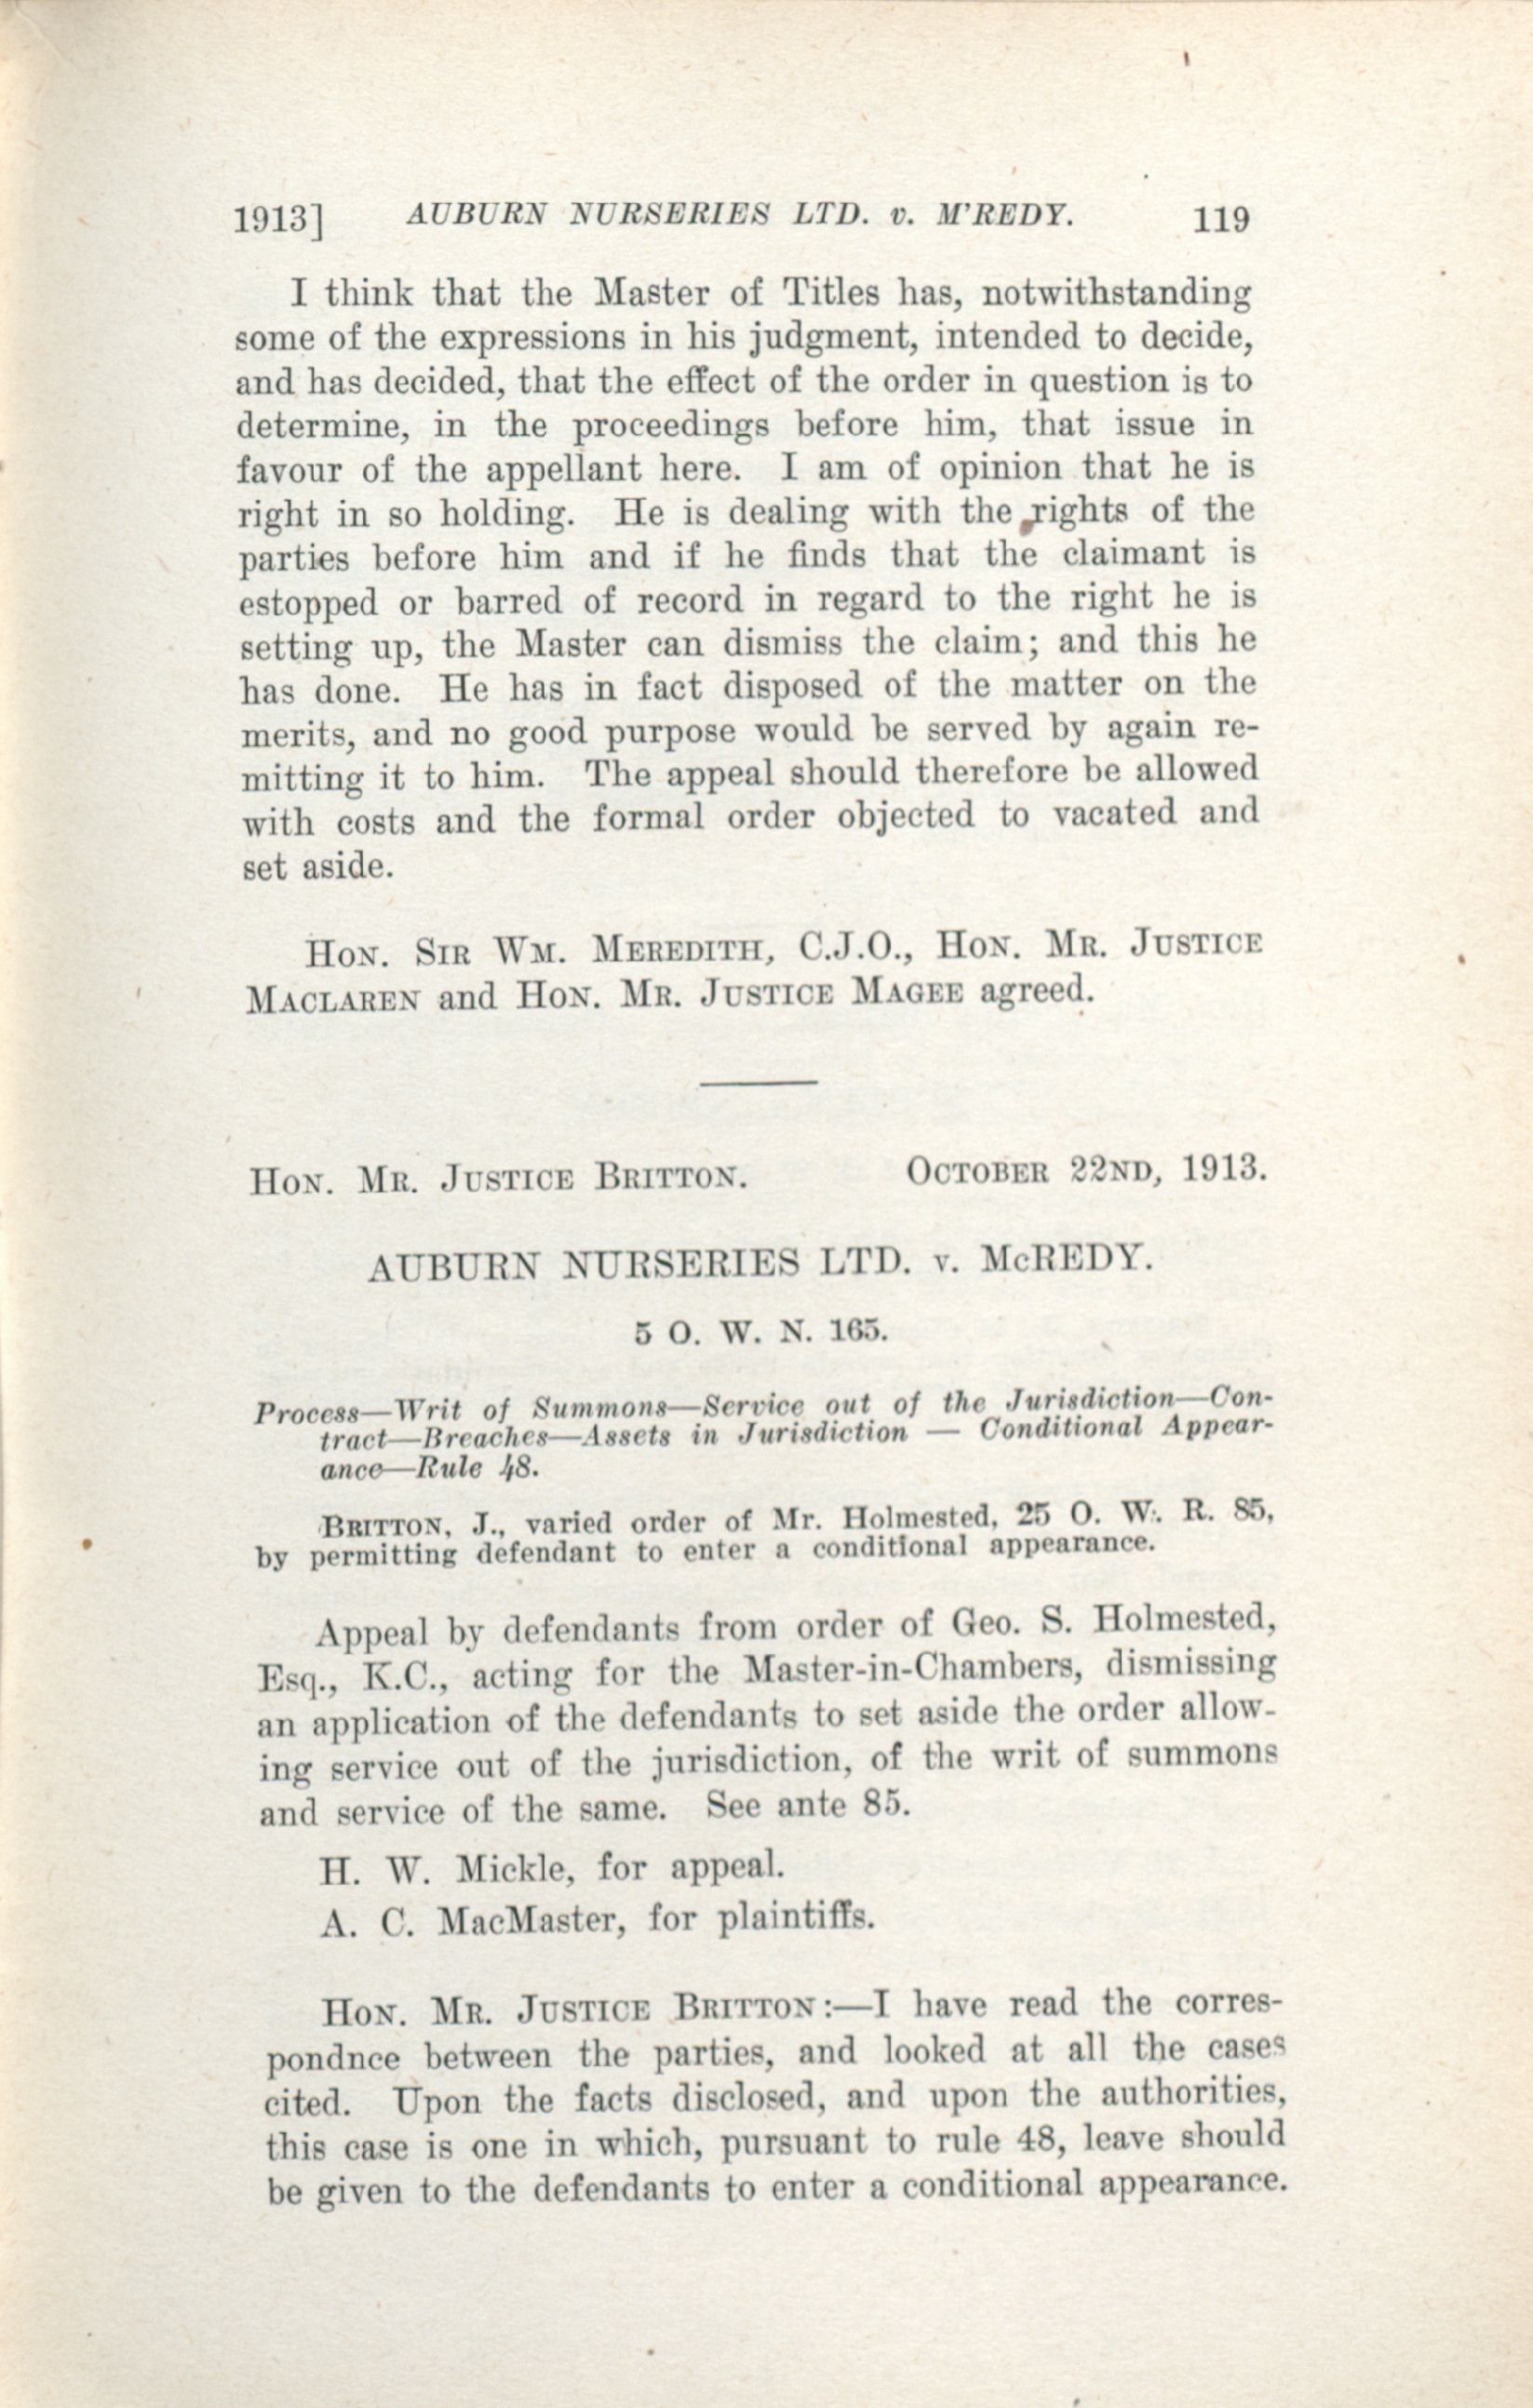 1913] AUBURN NURSERIES LTD. v. M'REDY. 119
I think that the Master of Titles has, notwithstanding
some of the expressions in his judgment, intended to decide,
and has decided, that the effect of the order in question is to
determine, in the proceedings before him, that issue in
favour of the appellant here. I am of opinion that he is
right in so holding. He is dealing with the rights of the
parties before him and if he finds that the claimant is
estopped or barred of record in regard to the right he is
setting up, the Master can dismiss the claim; and this he
has done. He has in fact disposed of the matter on the
merits, and no good purpose would be served by again re-
mitting it to him. The appeal should therefore be allowed
with costs and the formal order objected to vacated and
set aside.
Hon. Sir Wm. Meredith, C.J.O., Hon. Mr. Justice
Maclaren and Hon. Mr. Justice Magee agreed.
Hon. Mr. Justice Britton. October 22nd, 1913.
AUBURN NURSERIES LTD. v. McREDY.
5 O. W. N. 165.
Process—Writ of Summons—Service out of the Jurisdiction—Con-
tract—Breaches—Assets in Jurisdiction — Conditional Appear-
ance—Rule 48.
Britton, J., varied order of Mr. Holmested, 25 O. W. R. 85,
by permitting defendant to enter a conditional appearance.
Appeal by defendants from order of Geo. S. Holmested,
Esq., K.C., acting for the Master-in-Chambers, dismissing
an application of the defendants to set aside the order allow-
ing service out of the jurisdiction, of the writ of summons
and service of the same. See ante 85.
H. W. Mickle, for appeal.
A. C. MacMaster, for plaintiffs.
Hon. Mr. Justice Britton:—I have read the corres-
pondnce between the parties, and looked at all the cases
cited. Upon the facts disclosed, and upon the authorities,
this case is one in which, pursuant to rule 48, leave should
be given to the defendants to enter a conditional appearance.